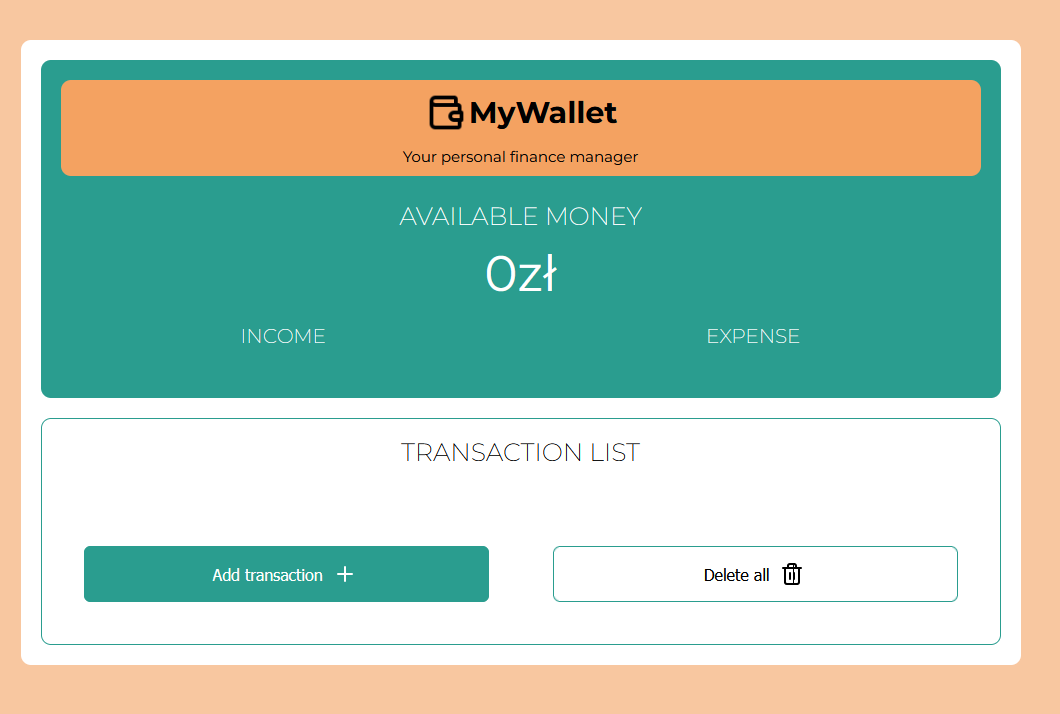 MyWallet
Your personal finance manager
AVAILABLE MONEY
0zł
INCOME
EXPENSE
TRANSACTION LIST
Add transaction
Delete all